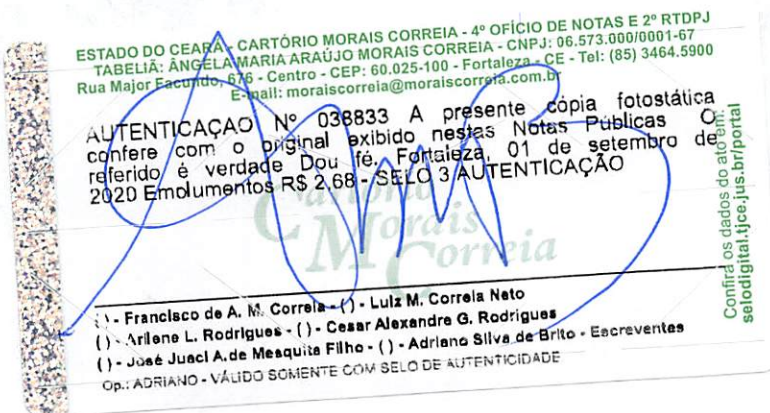 ESTADO DO CEARÁ - CARTÓRIO MORAIS CORREIA - 4º OFÍCIO DE NOTAS E 2º RTDPJ
TABELIÃ: ÂNGELA MARIA ARAÚJO MORAIS CORREIA - CNPJ: 06.573.000/0001-67
Rua Major Facundo, 676 - Centro - CEP: 60.025-100 - Fortaleza - CE - Tel: (85) 3464.5900
E-mail: moraiscorreia@moraiscorreia.com.br
AUTENTICAÇAO Nº 038833 A presente cópia fotostática
confere com o original exibido nestas Notas Públicas O
referido é verdade Dou fé, Fortaleza, 01 de setembro de
2020 Emolumentos R$ 2,68 - SELO 3 AUTENTICAÇÃO
Cartório
Morais
Correia
( ) - Francisco de A. M. Correia - ( ) - Luiz M. Correia Neto
( ) - Arilene L. Rodrigues - ( ) - Cesar Alexandre G. Rodrigues
( ) - José Juaci A. de Mesquita Filho - ( ) - Adriano Silva de Brito - Escreventes
Op.: ADRIANO - VÁLIDO SOMENTE COM SELO DE AUTENTICIDADE
Confira os dados do ato em:
selodigital.tjce.jus.br/portal